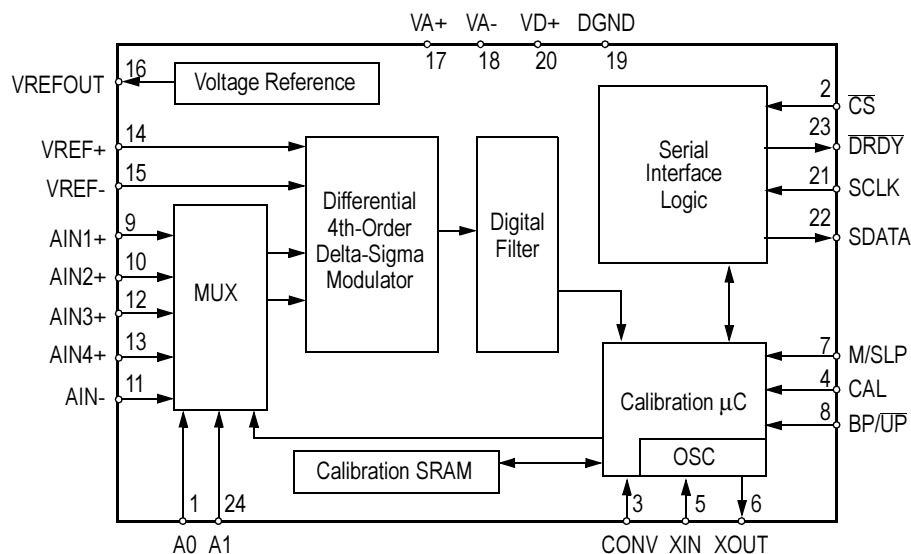 VA+ VA- VD+ DGND
17 18 20 19
VREFOUT 16 Voltage Reference
VREF+ 14
VREF- 15
AIN1+ 9
AIN2+ 10
AIN3+ 12
AIN4+ 13
AIN- 11
MUX
Differential
4th-Order
Delta-Sigma
Modulator
Digital
Filter
Serial
Interface
Logic
2 C̅S̅
23 D̅R̅D̅Y̅
21 SCLK
22 SDATA
Calibration μC
OSC
7 M/SLP
4 CAL
8 BP/U̅P̅
Calibration SRAM
1 24 3 5 6
A0 A1 CONV XIN XOUT